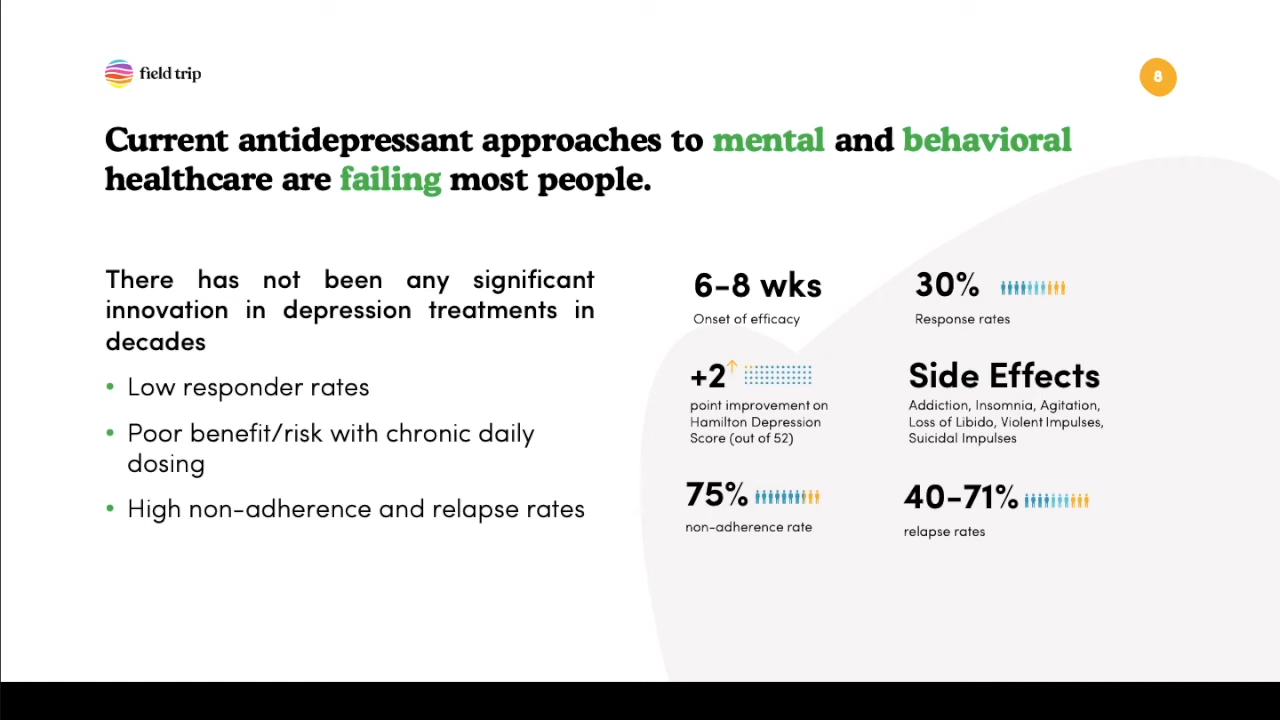 field trip
8
Current antidepressant approaches to mental and behavioral
healthcare are failing most people.
There has not been any significant
innovation in depression treatments in
decades
• Low responder rates
• Poor benefit/risk with chronic daily
dosing
• High non-adherence and relapse rates
6-8 wks
Onset of efficacy
30%
Response rates
+2↑
point improvement on
Hamilton Depression
Score (out of 52)
Side Effects
Addiction, Insomnia, Agitation,
Loss of Libido, Violent Impulses,
Suicidal Impulses
75%
non-adherence rate
40-71%
relapse rates